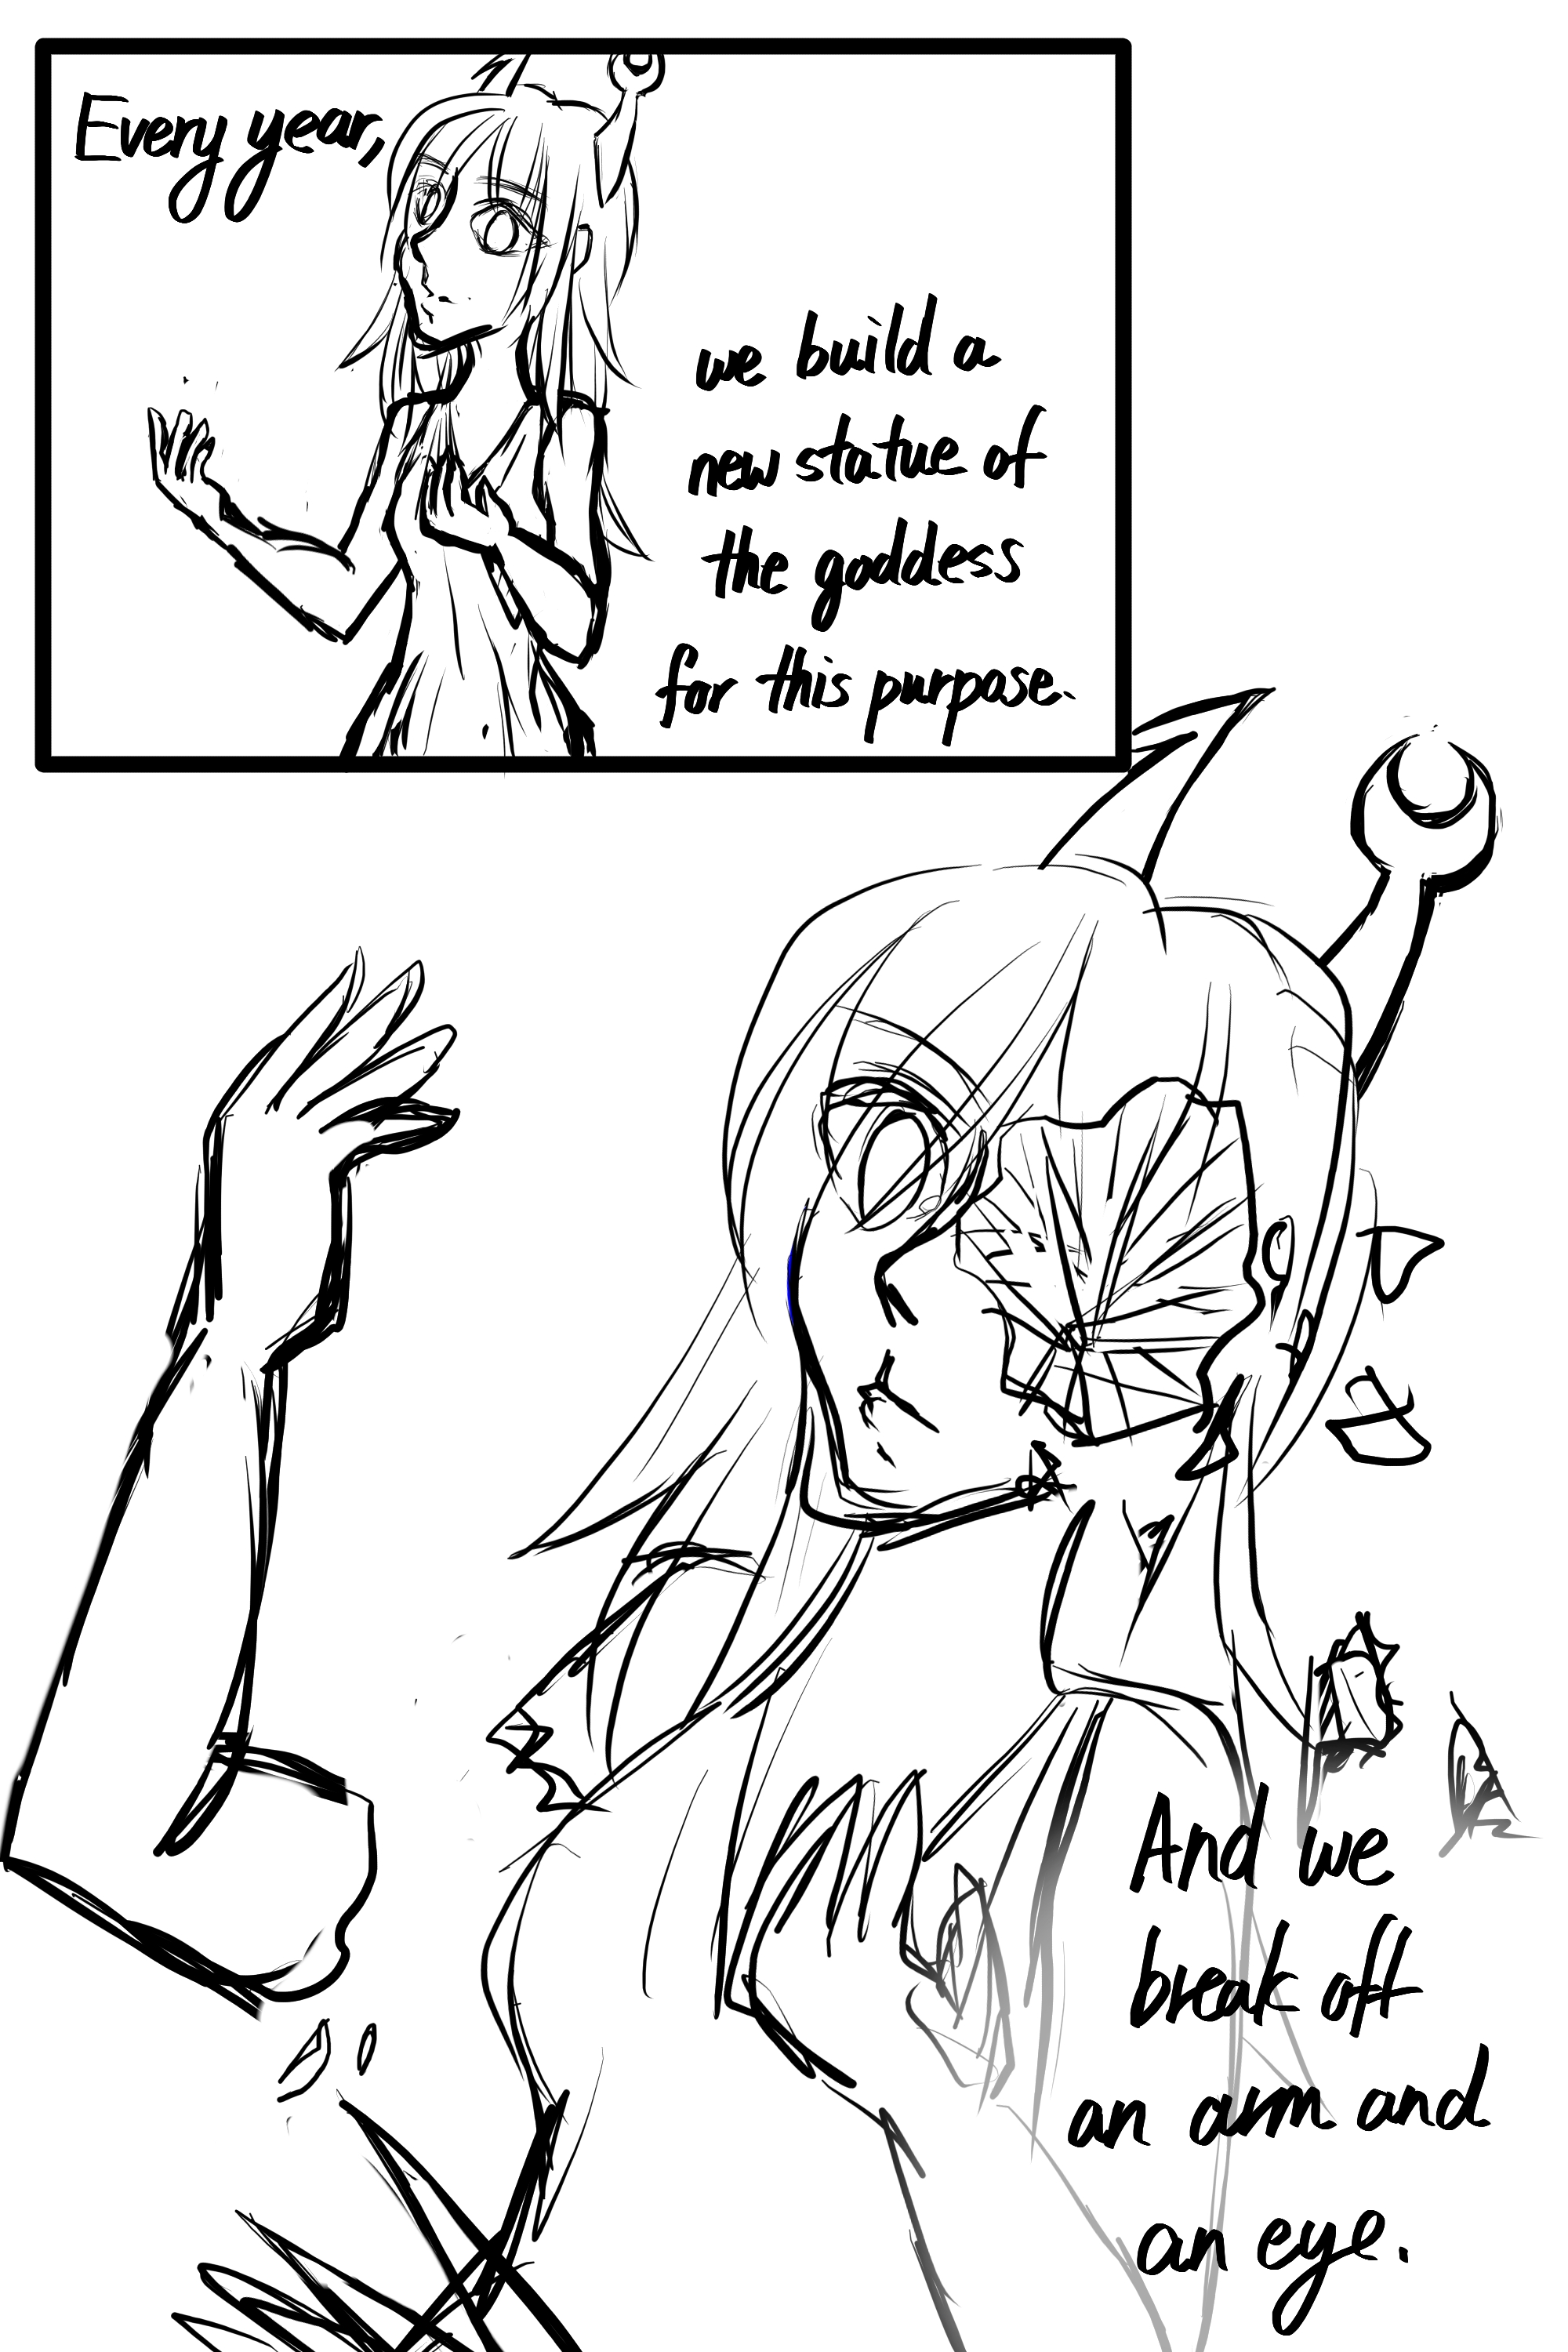 Every year,
we build a
new statue of
the goddess
for this purpose.
And we
break off
an arm and
an eye.